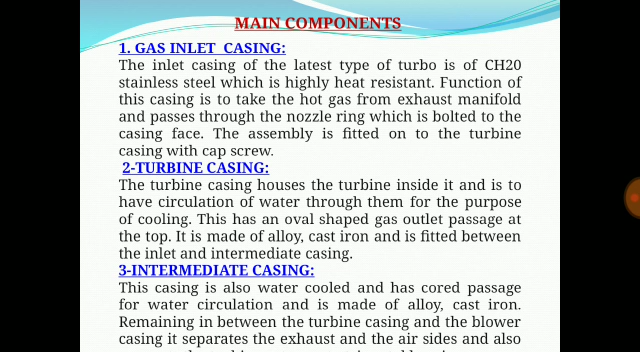 MAIN COMPONENTS
1. GAS INLET CASING:
The inlet casing of the latest type of turbo is of CH20
stainless steel which is highly heat resistant. Function of
this casing is to take the hot gas from exhaust manifold
and passes through the nozzle ring which is bolted to the
casing face. The assembly is fitted on to the turbine
casing with cap screw.
2-TURBINE CASING:
The turbine casing houses the turbine inside it and is to
have circulation of water through them for the purpose
of cooling. This has an oval shaped gas outlet passage at
the top. It is made of alloy, cast iron and is fitted between
the inlet and intermediate casing.
3-INTERMEDIATE CASING:
This casing is also water cooled and has cored passage
for water circulation and is made of alloy, cast iron.
Remaining in between the turbine casing and the blower
casing it separates the exhaust and the air sides and also